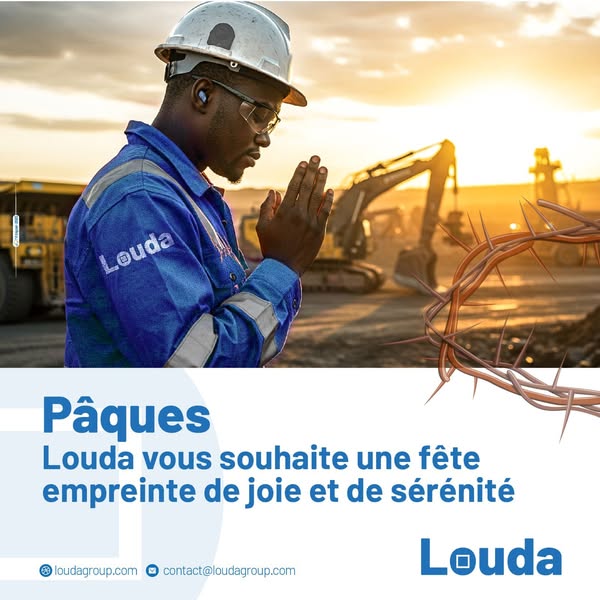 Louda
Pâques
Louda vous souhaite une fête
empreinte de joie et de sérénité
loudagroup.com contact@loudagroup.com
Louda